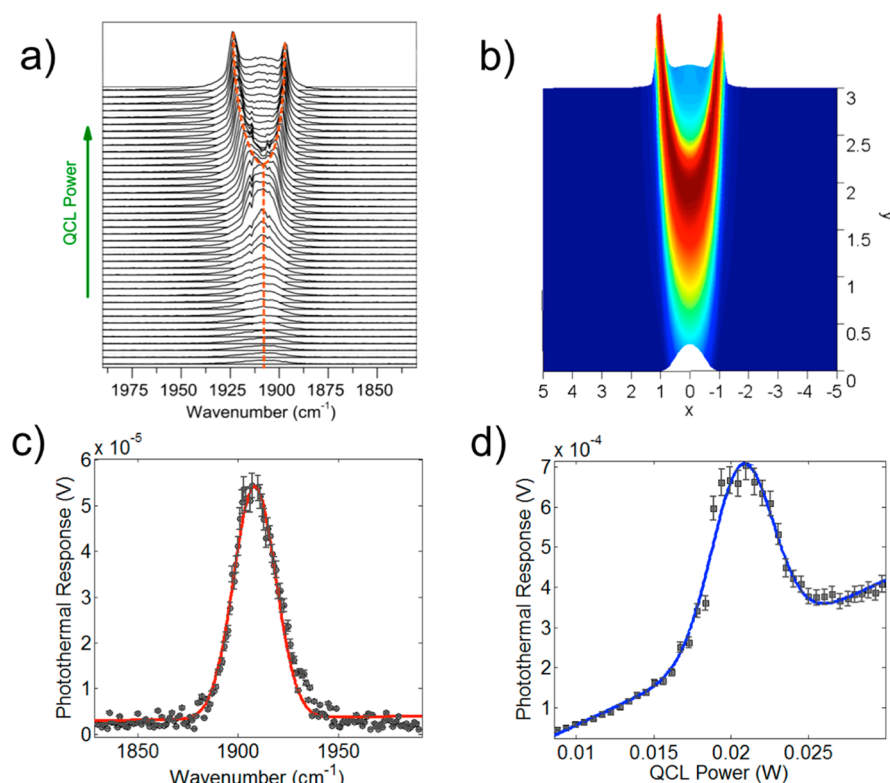 a)
QCL Power
1975 1950 1925 1900 1875 1850
Wavenumber (cm-1)
b)
3
2.5
2
y
1.5
1
0.5
0
5 4 3 2 1 0 -1 -2 -3 -4 -5
x
c)
x 10-5
6
5
4
3
2
1
0
Photothermal Response (V)
1850 1900 1950
Wavenumber (cm-1)
d)
x 10-4
7
6
5
4
3
2
1
Photothermal Response (V)
0.01 0.015 0.02 0.025
QCL Power (W)